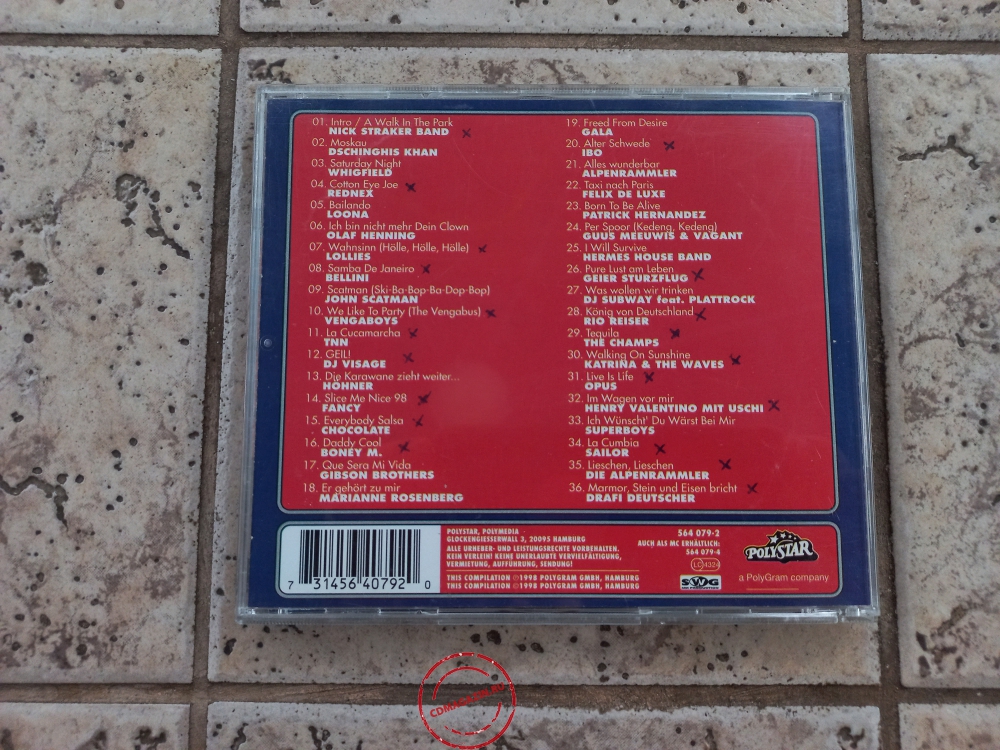 01. Intro / A Walk In The Park
NICK STRAKER BAND
02. Moskau
DSCHINGHIS KHAN
03. Saturday Night
WHIGFIELD
04. Cotton Eye Joe
REDNEX
05. Bailando
LOONA
06. Ich bin nicht mehr Dein Clown
OLAF HENNING
07. Wahnsinn (Hölle, Hölle, Hölle)
LOLLIES
08. Samba De Janeiro
BELLINI
09. Scatman (Ski-Ba-Bop-Ba-Dop-Bop)
JOHN SCATMAN
10. We Like To Party (The Vengabus)
VENGABOYS
11. La Cucamarcha
TNN
12. GEIL!
DJ VISAGE
13. Die Karawane zieht weiter...
HÖHNER
14. Slice Me Nice 98
FANCY
15. Everybody Salsa
CHOCOLATE
16. Daddy Cool
BONEY M.
17. Que Sera Mi Vida
GIBSON BROTHERS
18. Er gehört zu mir
MARIANNE ROSENBERG
19. Freed From Desire
GALA
20. Alter Schwede
IBO
21. Alles wunderbar
ALPENRAMMLER
22. Taxi nach Paris
FELIX DE LUXE
23. Born To Be Alive
PATRICK HERNANDEZ
24. Per Spoor (Kedeng, Kedeng)
GUUS MEEUWIS & VAGANT
25. I Will Survive
HERMES HOUSE BAND
26. Pure Lust am Leben
GEIER STURZFLUG
27. Was wollen wir trinken
DJ SUBWAY feat. PLATTROCK
28. König von Deutschland
RIO REISER
29. Tequila
THE CHAMPS
30. Walking On Sunshine
KATRINA & THE WAVES
31. Live Is Life
OPUS
32. Im Wagen vor mir
HENRY VALENTINO MIT USCHI
33. Ich Wünscht' Du Wärst Bei Mir
SUPERBOYS
34. La Cumbia
SAILOR
35. Lieschen, Lieschen
DIE ALPENRAMMLER
36. Marmor, Stein und Eisen bricht
DRAFI DEUTSCHER
7 31456 40792 0
POLYSTAR, POLYMEDIA
GLOCKENGIESSERWALL 3, 20095 HAMBURG
ALLE URHEBER- UND LEISTUNGSRECHTE VORBEHALTEN.
KEIN VERLEIH! KEINE UNERLAUBTE VERVIELFÄLTIGUNG,
VERMIETUNG, AUFFÜHRUNG, SENDUNG!
THIS COMPILATION ℗1998 POLYGRAM GMBH, HAMBURG
THIS COMPILATION ©1998 POLYGRAM GMBH, HAMBURG
564 079-2
AUCH ALS MC ERHÄLTLICH:
564 079-4
LC 4324
SWG
POLYSTAR
a PolyGram company